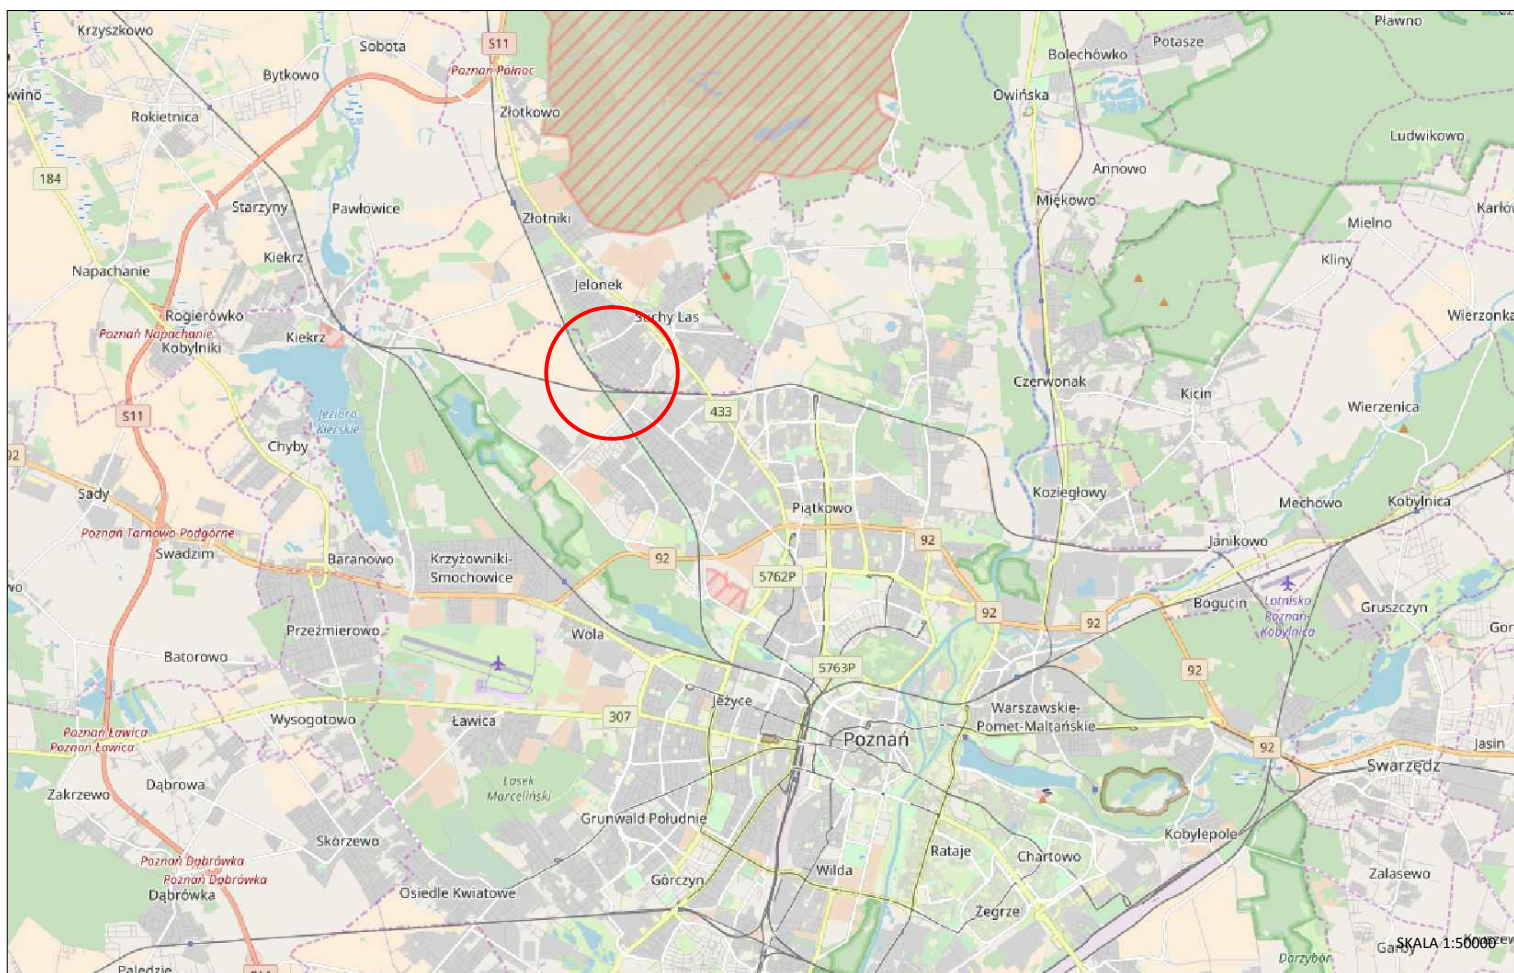 Krzyszkowo
Sobota
S11
Poznań Północ
Bytkowo
Rokietnica
Złotkowo
Pławno
Potasze
Bolechówko
Owińska
Ludwikowo
184
Annowo
Miękowo
Mielno
Starzyny
Pawłowice
Złotniki
Kiekrz
Napachanie
Jelonek
Kliny
Rogierówko
Poznań Napachanie
Kobylniki
Kiekrz
Suchy Las
Wierzonka
Czerwonak
Kicin
S11
Jezioro
Kierskie
433
Wierzenica
Chyby
92
Sady
Koziegłowy
Piątkowo
Mechowo
Kobylnica
Poznań Tarnowo Podgórne
Swadzim
Baranowo
Krzyżowniki-
Smochowice
92
92
Janikowo
5762P
92
92
Bogucin
Lotnisko
Poznań-
Kobylnica
Gruszczyn
Przeźmierowo
Wola
Batorowo
5763P
92
Jeżyce
Warszawskie-
Pomet-Maltańskie
Wysogotowo
Ławica
307
Poznań Ławica
Poznań Ławica
Poznań
92
Jasin
Swarzędz
Dąbrowa
Zakrzewo
Lasek
Marceliński
Grunwald Południe
Skórzewo
Kobylepole
Rataje
Chartowo
Wilda
Poznań Dąbrówka
Poznań Dąbrówka
Dąbrówka
Osiedle Kwiatowe
Górczyn
Zalasewo
Żegrze
SKALA 1:50000
Garby
Darzybór
Palędzie